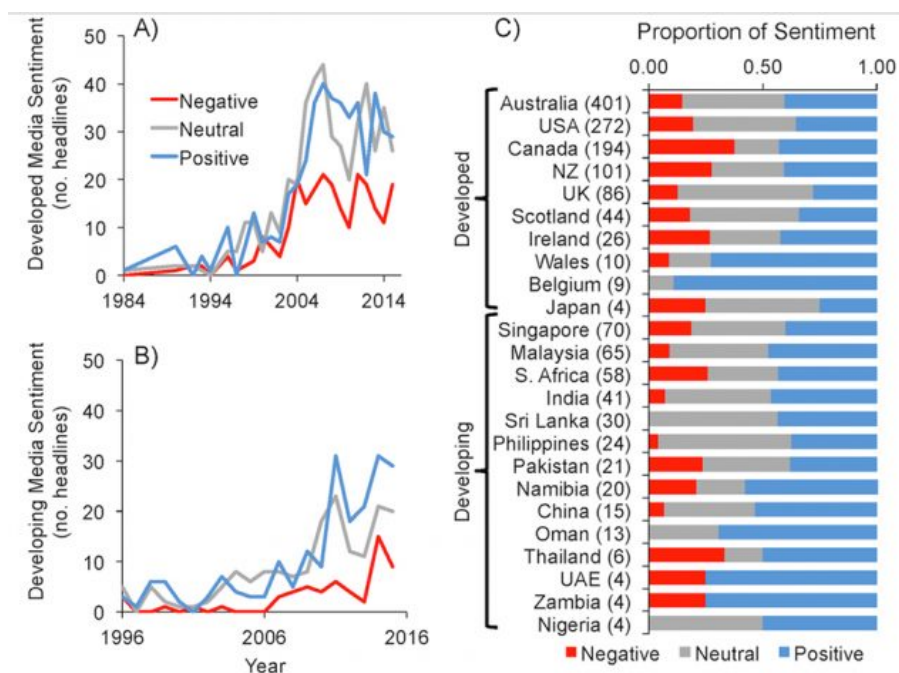 A)
Developed Media Sentiment
(no. headlines)
50
40
30
20
10
0
Negative
Neutral
Positive
1984
1994
2004
2014
B)
Developing Media Sentiment
(no. headlines)
50
40
30
20
10
0
1996
2006
2016
Year
C)
Proportion of Sentiment
0.00
0.50
1.00
Developed
Australia (401)
USA (272)
Canada (194)
NZ (101)
UK (86)
Scotland (44)
Ireland (26)
Wales (10)
Belgium (9)
Japan (4)
Developing
Singapore (70)
Malaysia (65)
S. Africa (58)
India (41)
Sri Lanka (30)
Philippines (24)
Pakistan (21)
Namibia (20)
China (15)
Oman (13)
Thailand (6)
UAE (4)
Zambia (4)
Nigeria (4)
Negative
Neutral
Positive